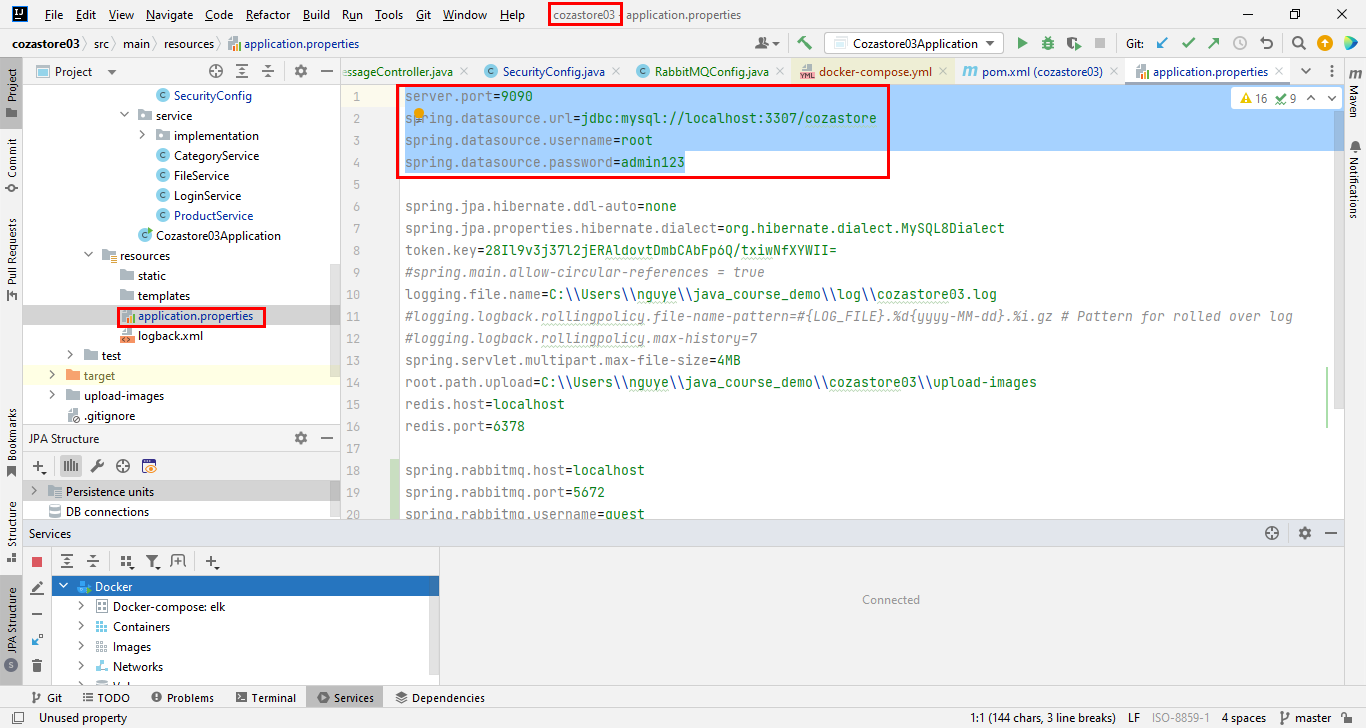 File Edit View Navigate Code Refactor Build Run Tools Git Window Help cozastore03 - application.properties
cozastore03 src main resources application.properties Cozastore03Application Git:
Project essageController.java SecurityConfig.java RabbitMQConfig.java docker-compose.yml pom.xml (cozastore03) application.properties
Project
Commit
Pull Requests
Bookmarks
Structure
JPA Structure
SecurityConfig
service
implementation
CategoryService
FileService
LoginService
ProductService
Cozastore03Application
resources
static
templates
application.properties
logback.xml
test
target
upload-images
.gitignore
JPA Structure
Persistence units
DB connections
16 9
1 server.port=9090
2 spring.datasource.url=jdbc:mysql://localhost:3307/cozastore
3 spring.datasource.username=root
4 spring.datasource.password=admin123
5
6 spring.jpa.hibernate.ddl-auto=none
7 spring.jpa.properties.hibernate.dialect=org.hibernate.dialect.MySQL8Dialect
8 token.key=28Il9v3j37l2jERAldovtDmbCAbFp6Q/txiwNfXYWII=
9 #spring.main.allow-circular-references = true
10 logging.file.name=C:\\Users\\nguye\\java_course_demo\\log\\cozastore03.log
11 #logging.logback.rollingpolicy.file-name-pattern=#{LOG_FILE}.%d{yyyy-MM-dd}.%i.gz # Pattern for rolled over log
12 #logging.logback.rollingpolicy.max-history=7
13 spring.servlet.multipart.max-file-size=4MB
14 root.path.upload=C:\\Users\\nguye\\java_course_demo\\cozastore03\\upload-images
15 redis.host=localhost
16 redis.port=6378
17
18 spring.rabbitmq.host=localhost
19 spring.rabbitmq.port=5672
20 spring.rabbitmq.username=guest
Maven
Notifications
Services
Docker
Docker-compose: elk
Containers
Images
Networks
Connected
Git TODO Problems Terminal Services Dependencies
Unused property 1:1 (144 chars, 3 line breaks) LF ISO-8859-1 4 spaces master